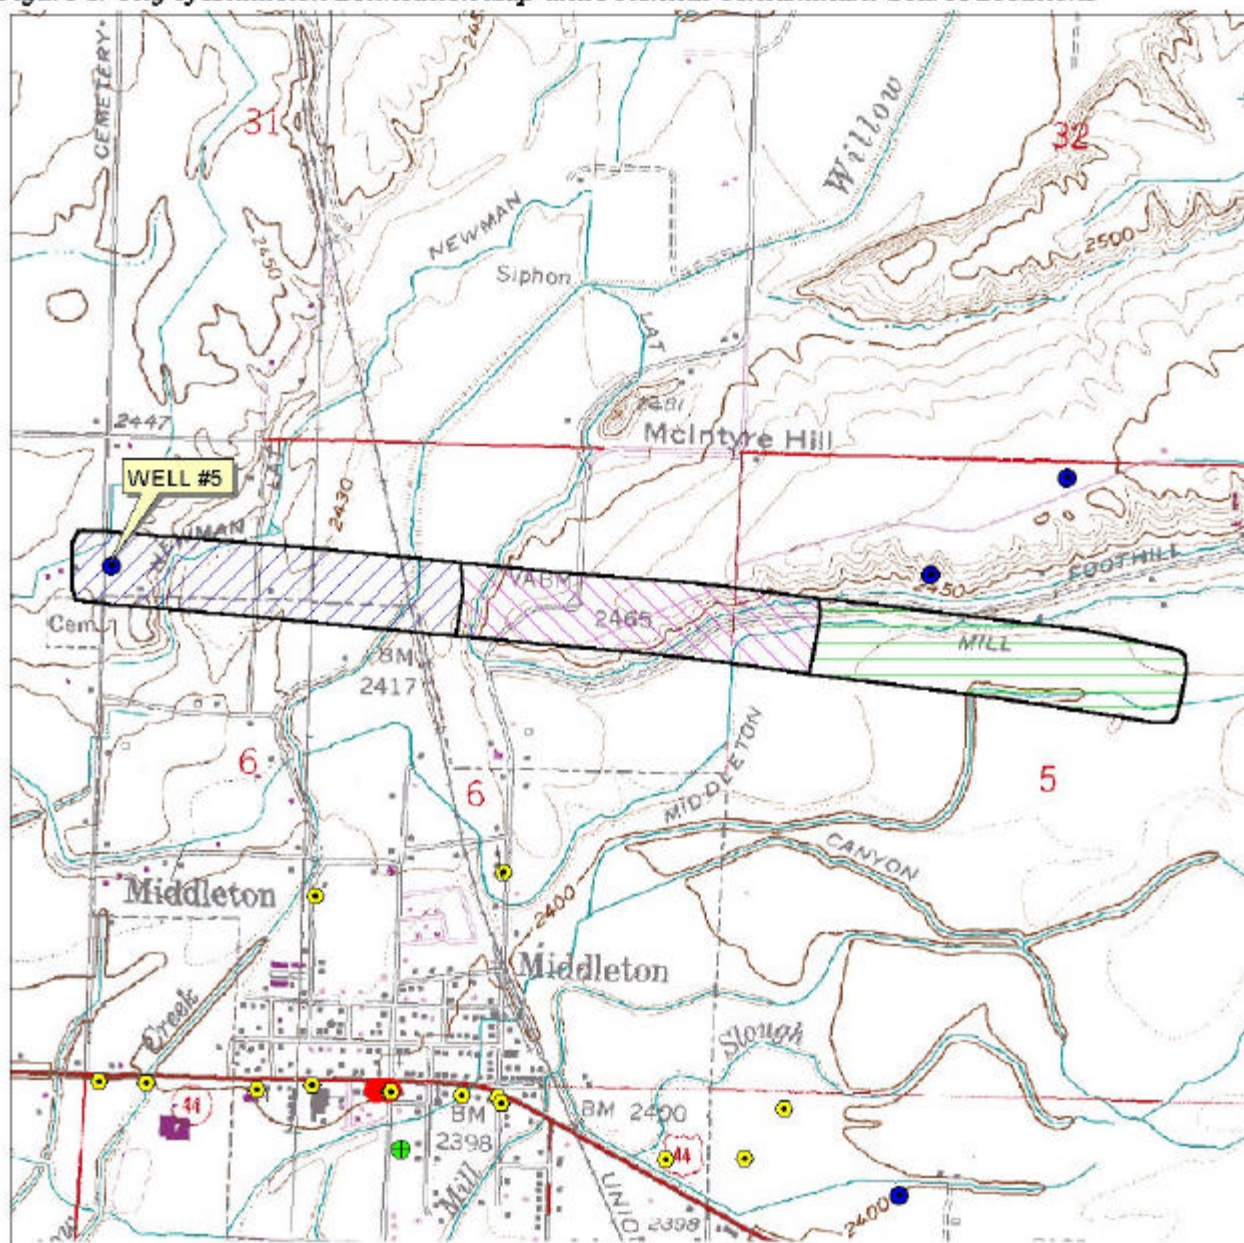 CEMETERY
245
31
Willow
32
NEWMAN
2450
2500
Siphon
LAT
2447
2481
McIntyre Hill
WELL #5
LAT
2430
NEWMAN
FOOTHILL
VABM
2450
2465
Cem
MILL
BM
2417
6
6
5
MIDDLETON
CANYON
Middleton
2400
Middleton
Creek
Slough
44
BM
2398
BM 2400
44
Mill
UNIO
2398
2400